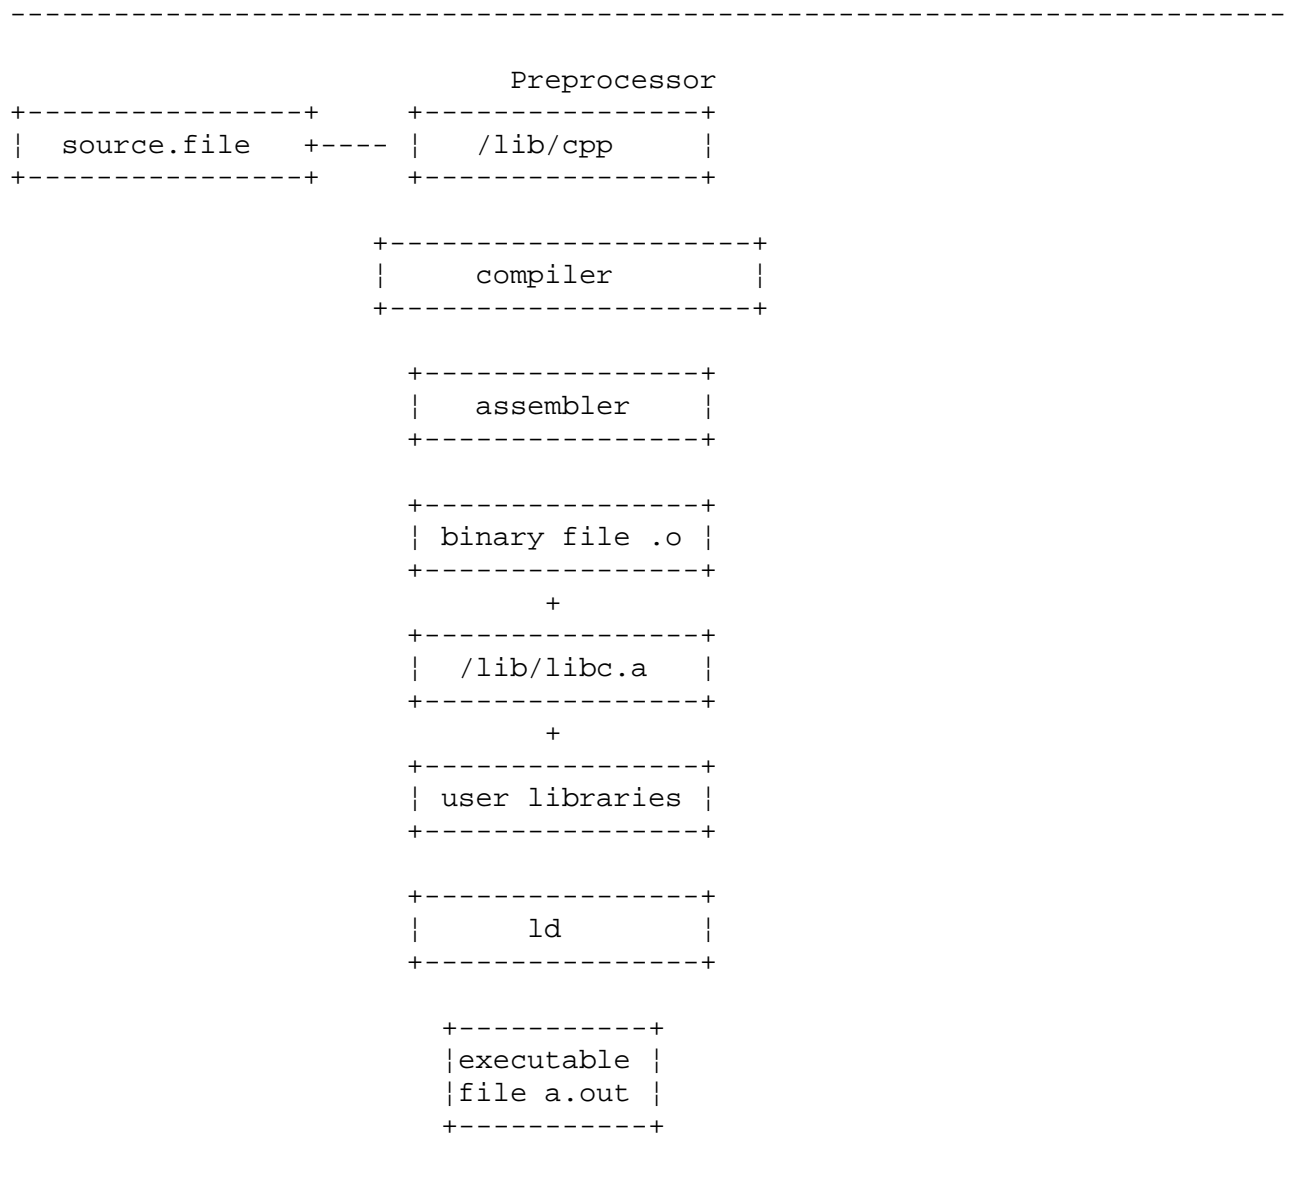 --------------------------------------------------------------------------
Preprocessor
+----------------+     +----------------+
¦  source.file   +---- ¦   /lib/cpp     ¦
+----------------+     +----------------+
+---------------------+
¦     compiler        ¦
+---------------------+
+----------------+
¦   assembler    ¦
+----------------+
+----------------+
¦ binary file .o ¦
+----------------+
+
+----------------+
¦  /lib/libc.a   ¦
+----------------+
+
+----------------+
¦ user libraries ¦
+----------------+
+----------------+
¦      ld        ¦
+----------------+
+-----------+
¦executable ¦
¦file a.out ¦
+-----------+